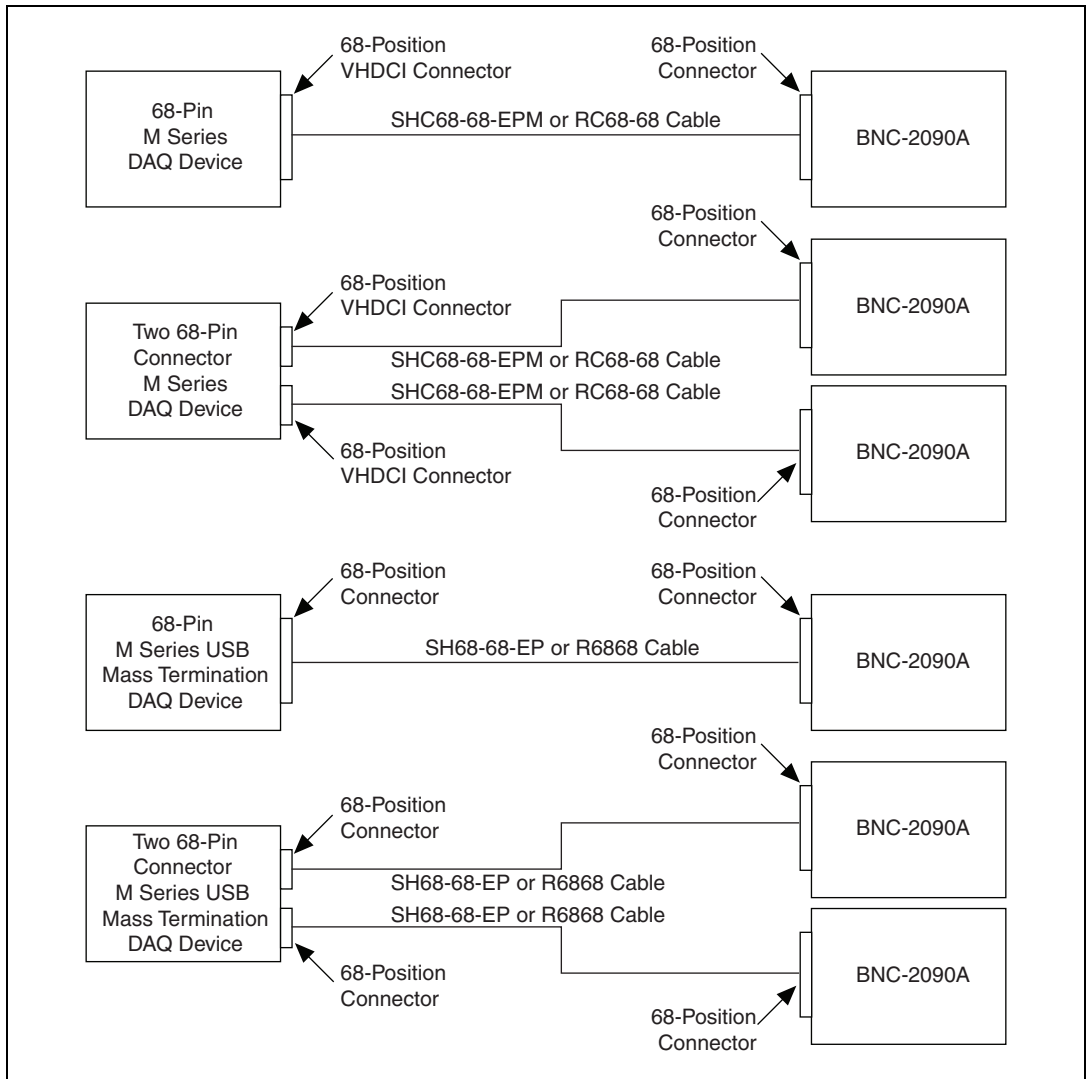 68-Position
VHDCI Connector
68-Position
Connector
68-Pin
M Series
DAQ Device
SHC68-68-EPM or RC68-68 Cable
BNC-2090A
68-Position
Connector
68-Position
VHDCI Connector
BNC-2090A
Two 68-Pin
Connector
M Series
DAQ Device
SHC68-68-EPM or RC68-68 Cable
SHC68-68-EPM or RC68-68 Cable
68-Position
VHDCI Connector
BNC-2090A
68-Position
Connector
68-Position
Connector
68-Position
Connector
68-Pin
M Series USB
Mass Termination
DAQ Device
SH68-68-EP or R6868 Cable
BNC-2090A
68-Position
Connector
68-Position
Connector
BNC-2090A
Two 68-Pin
Connector
M Series USB
Mass Termination
DAQ Device
SH68-68-EP or R6868 Cable
SH68-68-EP or R6868 Cable
68-Position
Connector
BNC-2090A
68-Position
Connector